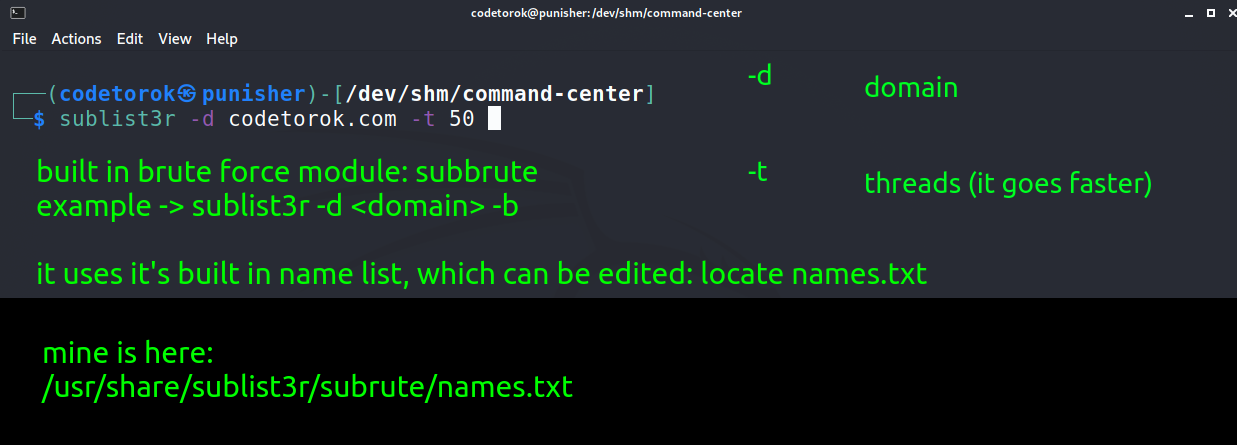 codetorok@punisher:/dev/shm/command-center
File Actions Edit View Help
(codetorok㉿punisher)-[/dev/shm/command-center]
$ sublist3r -d codetorok.com -t 50
-d domain
-t threads (it goes faster)
built in brute force module: subbrute
example -> sublist3r -d <domain> -b
it uses it's built in name list, which can be edited: locate names.txt
mine is here:
/usr/share/sublist3r/subrute/names.txt